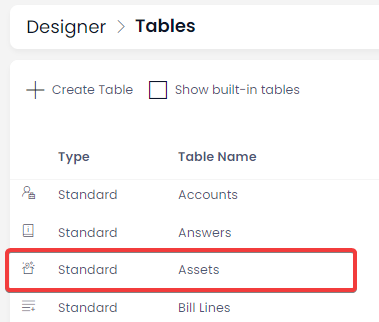 Designer > Tables
Create Table Show built-in tables
Type Table Name
Standard Accounts
Standard Answers
Standard Assets
Standard Bill Lines